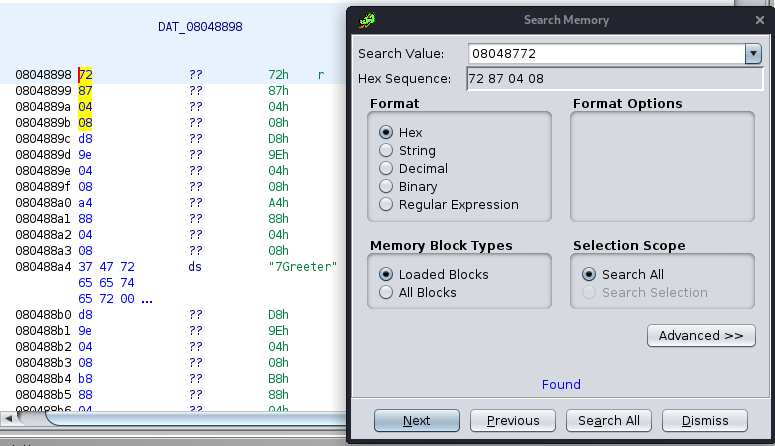 DAT_08048898
08048898 72 ?? 72h r
08048899 87 ?? 87h
0804889a 04 ?? 04h
0804889b 08 ?? 08h
0804889c d8 ?? D8h
0804889d 9e ?? 9Eh
0804889e 04 ?? 04h
0804889f 08 ?? 08h
080488a0 a4 ?? A4h
080488a1 88 ?? 88h
080488a2 04 ?? 04h
080488a3 08 ?? 08h
080488a4 37 47 72 ds "7Greeter"
65 65 74
65 72 00 ...
080488b0 d8 ?? D8h
080488b1 9e ?? 9Eh
080488b2 04 ?? 04h
080488b3 08 ?? 08h
080488b4 b8 ?? B8h
080488b5 88 ?? 88h
080488b6 04 ?? 04h
Search Memory
Search Value: 08048772
Hex Sequence: 72 87 04 08
Format
Hex
String
Decimal
Binary
Regular Expression
Format Options
Memory Block Types
Loaded Blocks
All Blocks
Selection Scope
Search All
Search Selection
Advanced >>
Found
Next Previous Search All Dismiss